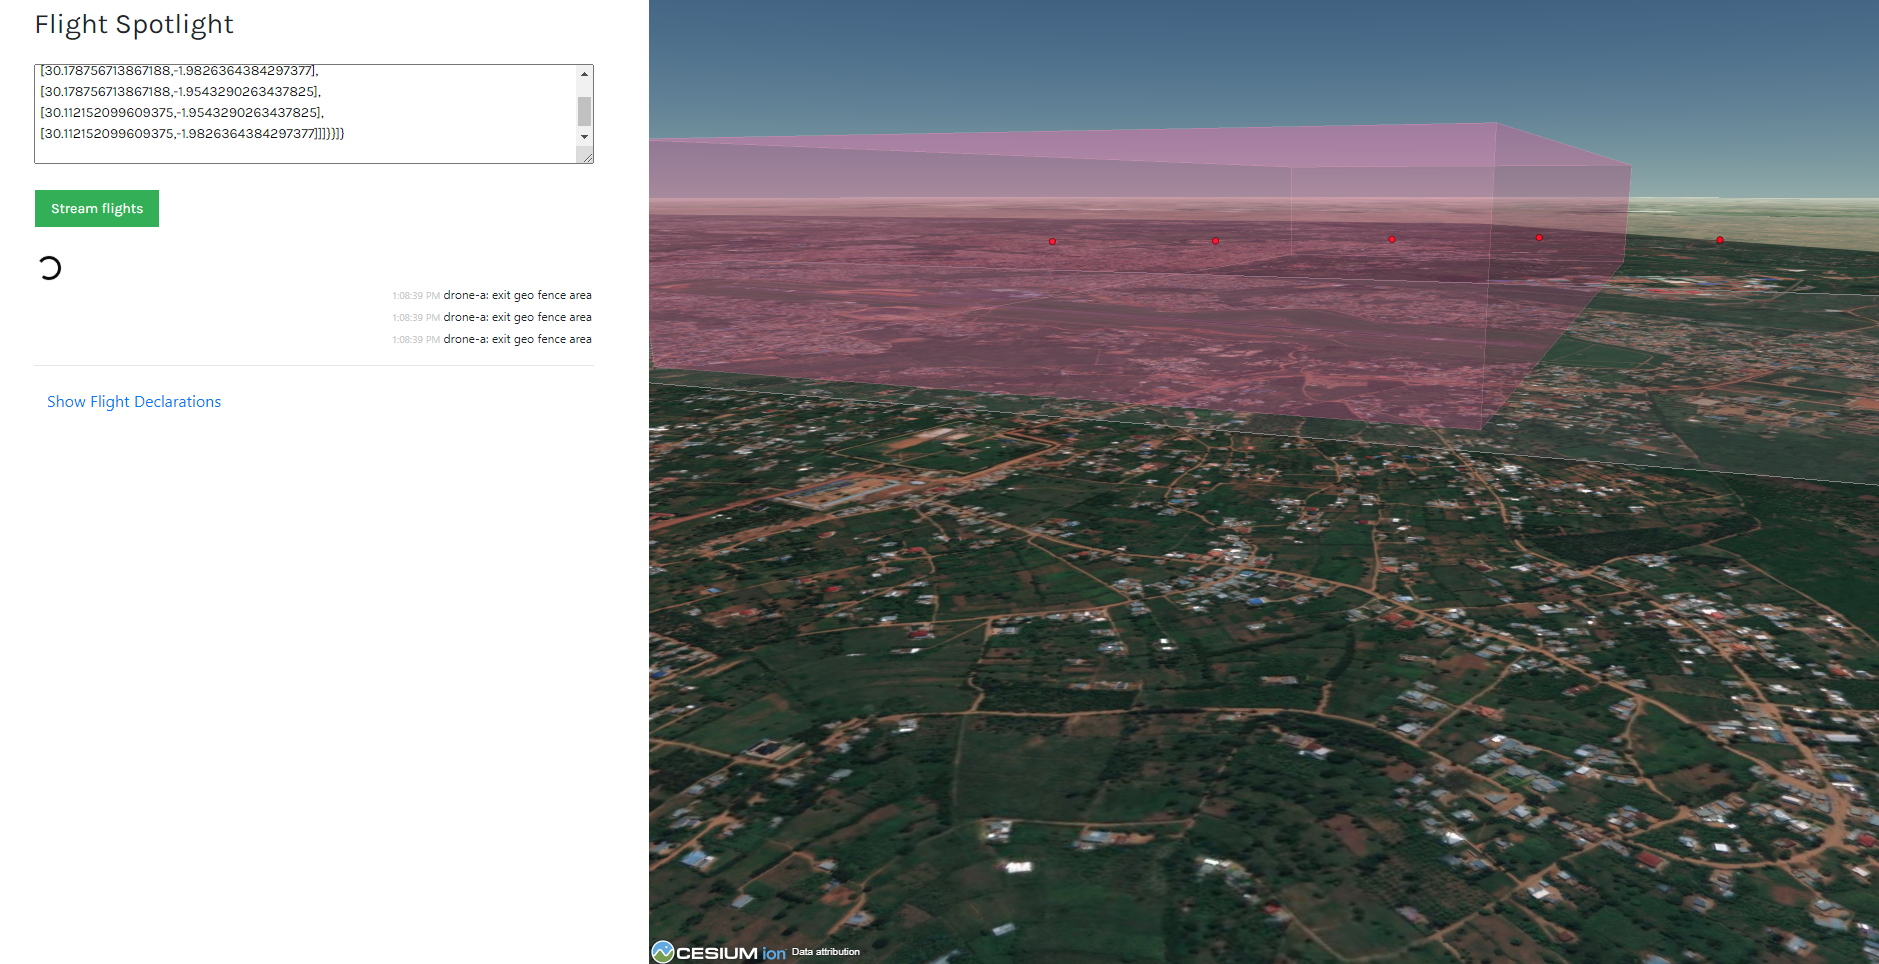 Flight Spotlight
[30.178756713867188,-1.9826364384297377],
[30.178756713867188,-1.9543290263437825],
[30.112152099609375,-1.9543290263437825],
[30.112152099609375,-1.9826364384297377]]]}}]}
Stream flights
1:08:39 PM drone-a: exit geo fence area
1:08:39 PM drone-a: exit geo fence area
1:08:39 PM drone-a: exit geo fence area
Show Flight Declarations
CESIUM ion Data attribution